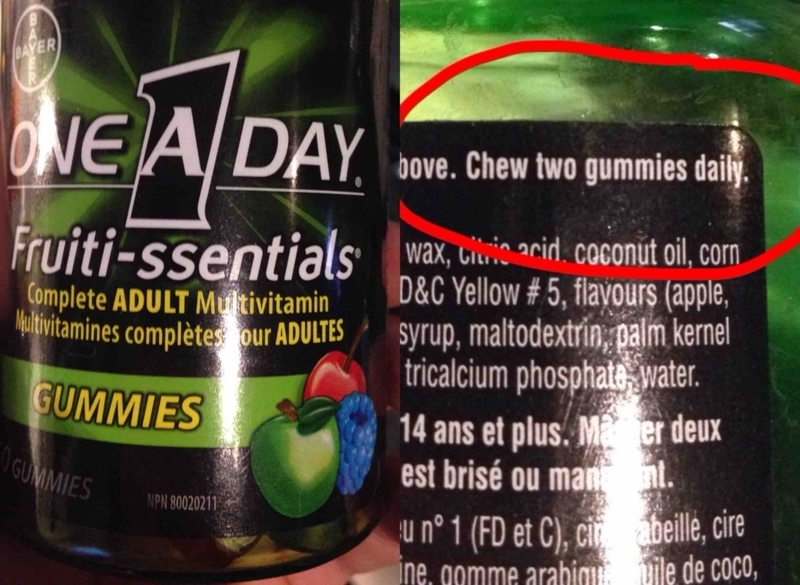 BAYER
BAYER
ONE A DAY®
1
Fruiti-ssentials®
Complete ADULT Multivitamin
Multivitamines complètes pour ADULTES
GUMMIES
0 GUMMIES
NPN 80020211
bove. Chew two gummies daily.
wax, citric acid, coconut oil, corn
D&C Yellow # 5, flavours (apple,
syrup, maltodextrin, palm kernel
tricalcium phosphate, water.
14 ans et plus. Mâcher deux
est brisé ou manquant.
u n° 1 (FD et C), abeille, cire
ine, gomme arabique, huile de coco,